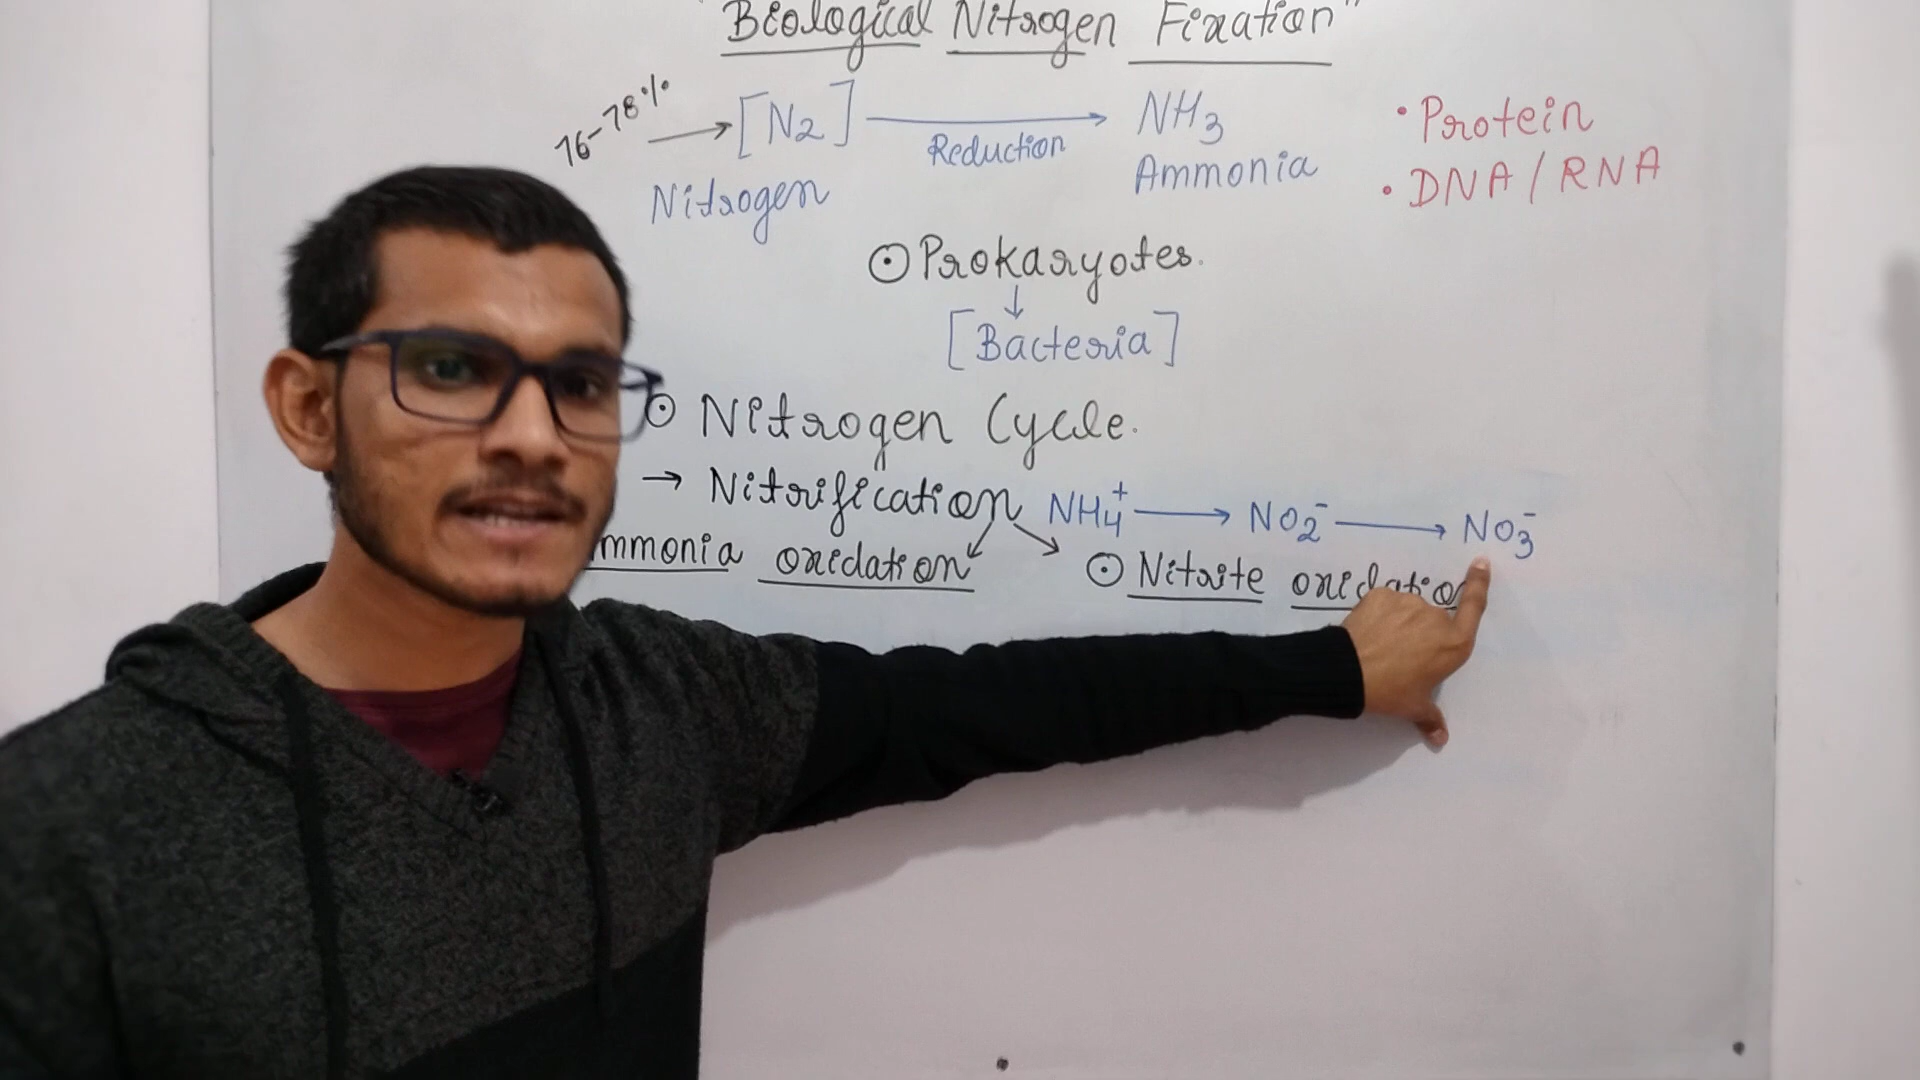 "Biological Nitrogen Fixation"
76-78%
→ [N2] → NH3
Reduction
Nitrogen
Ammonia
• Protein
• DNA/RNA
⊙ Prokaryotes.
↓
[Bacteria]
⊙ Nitrogen Cycle.
→ Nitrification NH4+ → NO2- → NO3-
mmonia oxidation ⊙ Nitrite oxidation